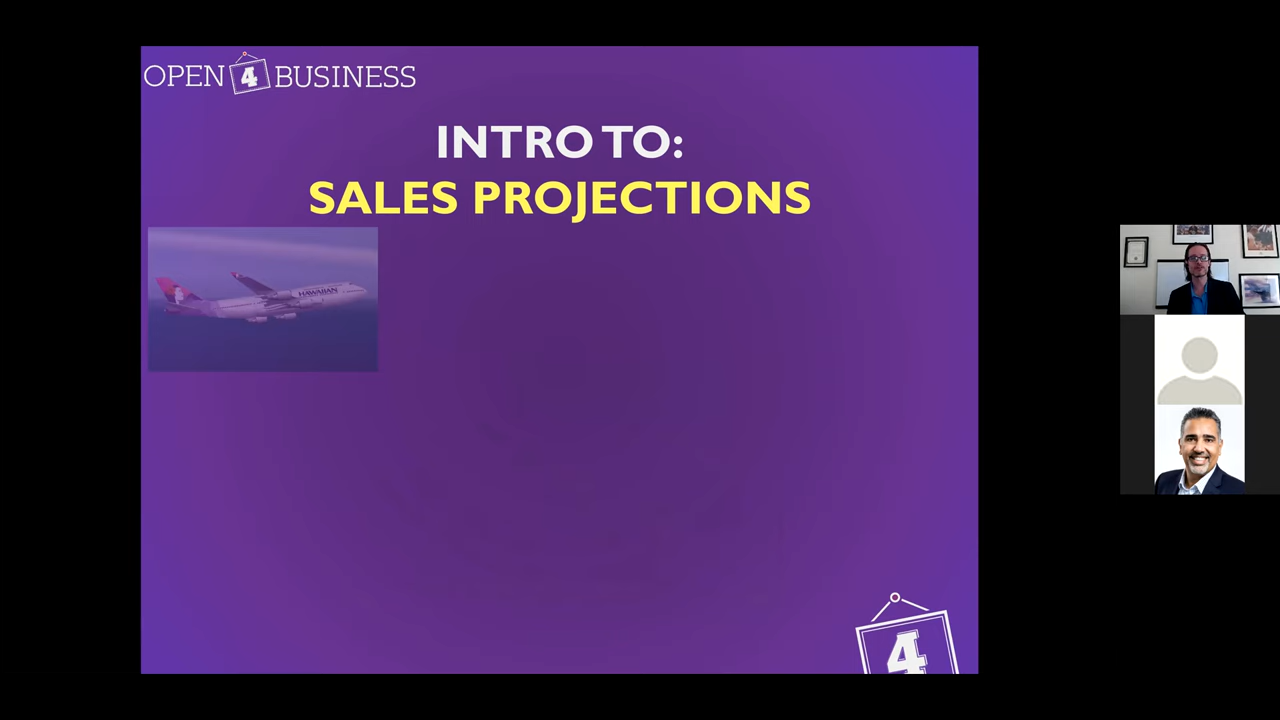 OPEN 4 BUSINESS
INTRO TO:
SALES PROJECTIONS
HAWAIIAN
4